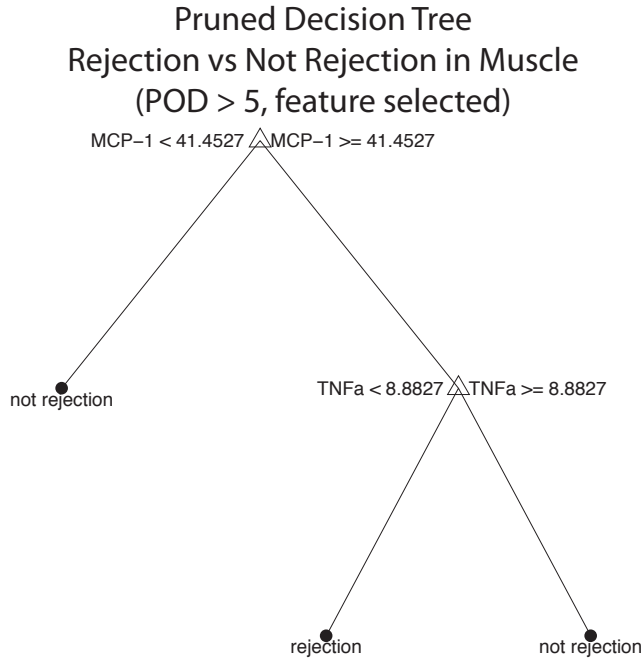 Pruned Decision Tree
Rejection vs Not Rejection in Muscle
(POD > 5, feature selected)
MCP−1 < 41.4527 MCP−1 >= 41.4527
not rejection
TNFa < 8.8827 TNFa >= 8.8827
rejection
not rejection